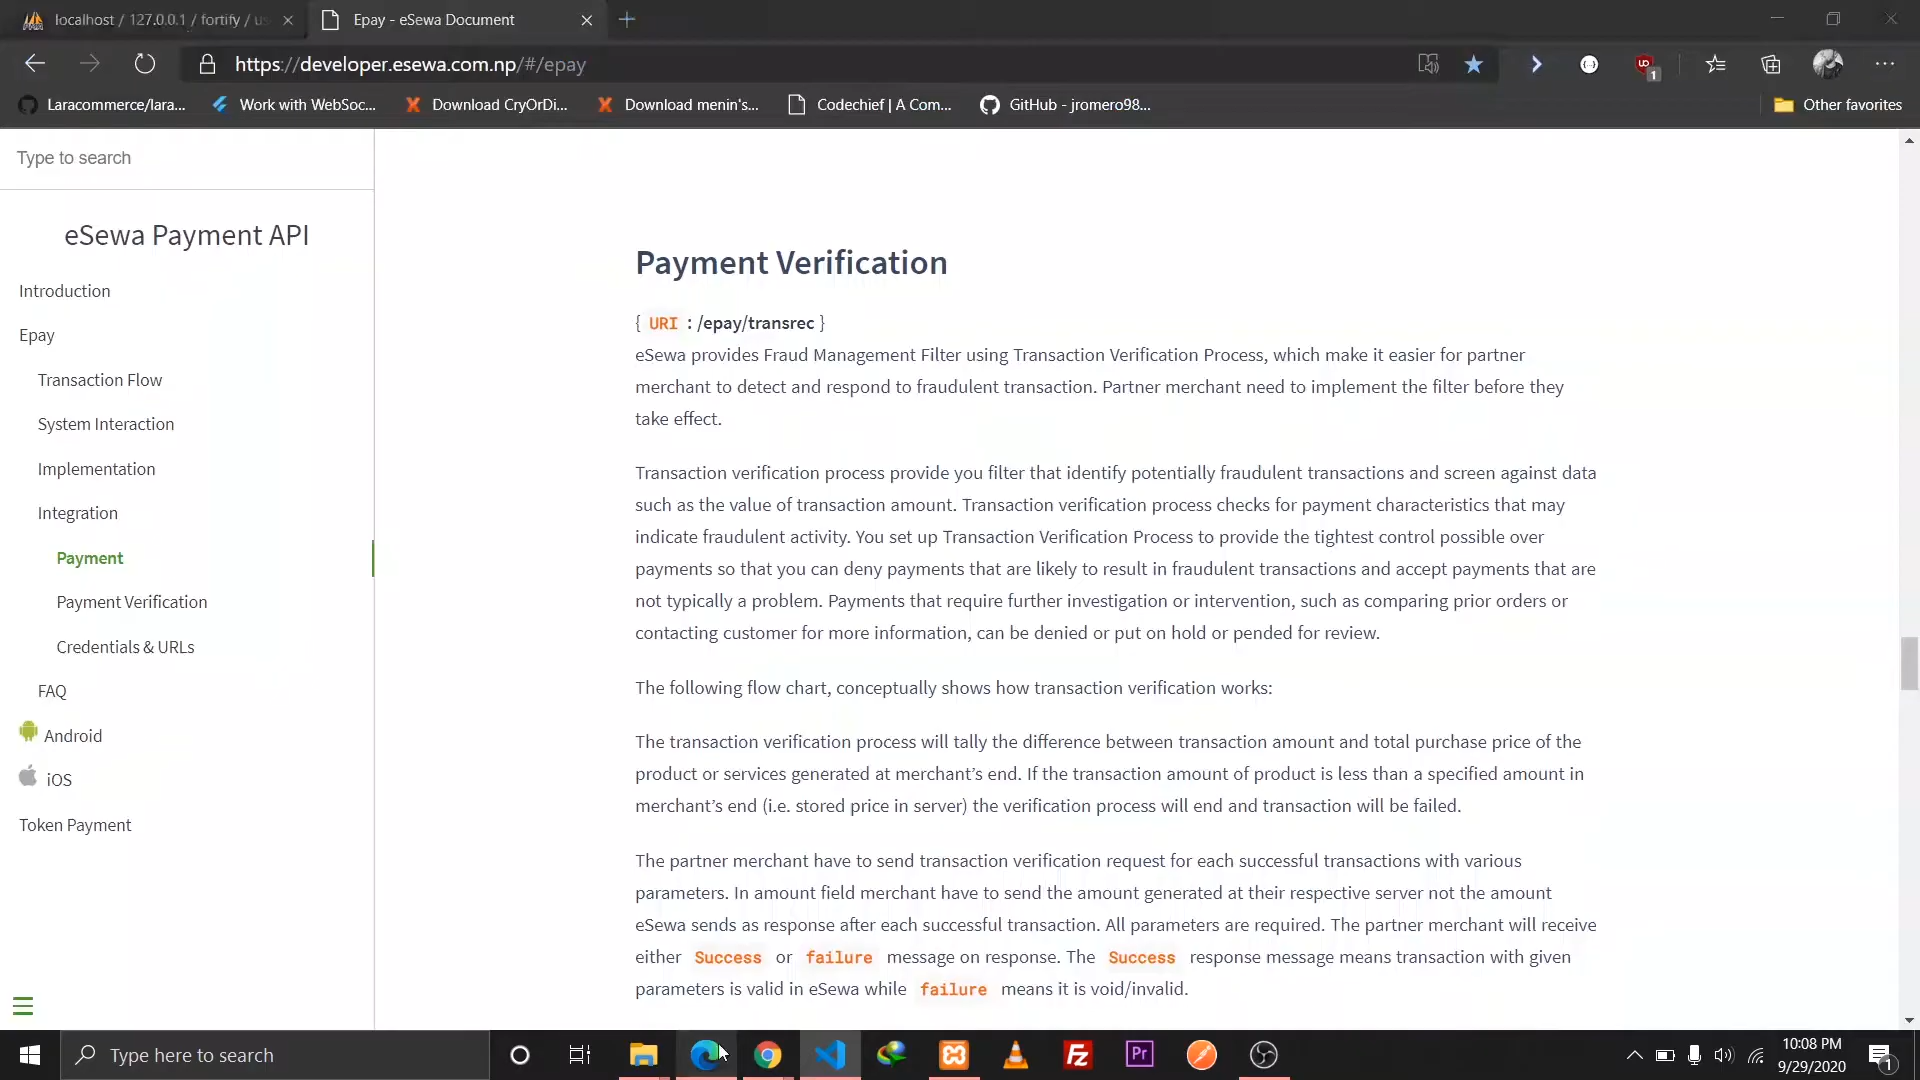 localhost / 127.0.0.1 / fortify / us
Epay - eSewa Document
https://developer.esewa.com.np/#/epay
1
Laracommerce/lara...
Work with WebSoc...
Download CryOrDi...
Download menin's...
Codechief | A Com...
GitHub - jromero98...
Other favorites
Type to search
eSewa Payment API
Introduction
Epay
Transaction Flow
System Interaction
Implementation
Integration
Payment
Payment Verification
Credentials & URLs
FAQ
Android
iOS
Token Payment
Payment Verification
{ URI : /epay/transrec }
eSewa provides Fraud Management Filter using Transaction Verification Process, which make it easier for partner
merchant to detect and respond to fraudulent transaction. Partner merchant need to implement the filter before they
take effect.
Transaction verification process provide you filter that identify potentially fraudulent transactions and screen against data
such as the value of transaction amount. Transaction verification process checks for payment characteristics that may
indicate fraudulent activity. You set up Transaction Verification Process to provide the tightest control possible over
payments so that you can deny payments that are likely to result in fraudulent transactions and accept payments that are
not typically a problem. Payments that require further investigation or intervention, such as comparing prior orders or
contacting customer for more information, can be denied or put on hold or pended for review.
The following flow chart, conceptually shows how transaction verification works:
The transaction verification process will tally the difference between transaction amount and total purchase price of the
product or services generated at merchant’s end. If the transaction amount of product is less than a specified amount in
merchant’s end (i.e. stored price in server) the verification process will end and transaction will be failed.
The partner merchant have to send transaction verification request for each successful transactions with various
parameters. In amount field merchant have to send the amount generated at their respective server not the amount
eSewa sends as response after each successful transaction. All parameters are required. The partner merchant will receive
either Success or failure message on response. The Success response message means transaction with given
parameters is valid in eSewa while failure means it is void/invalid.
Type here to search
Fz
Pr
10:08 PM
9/29/2020
1